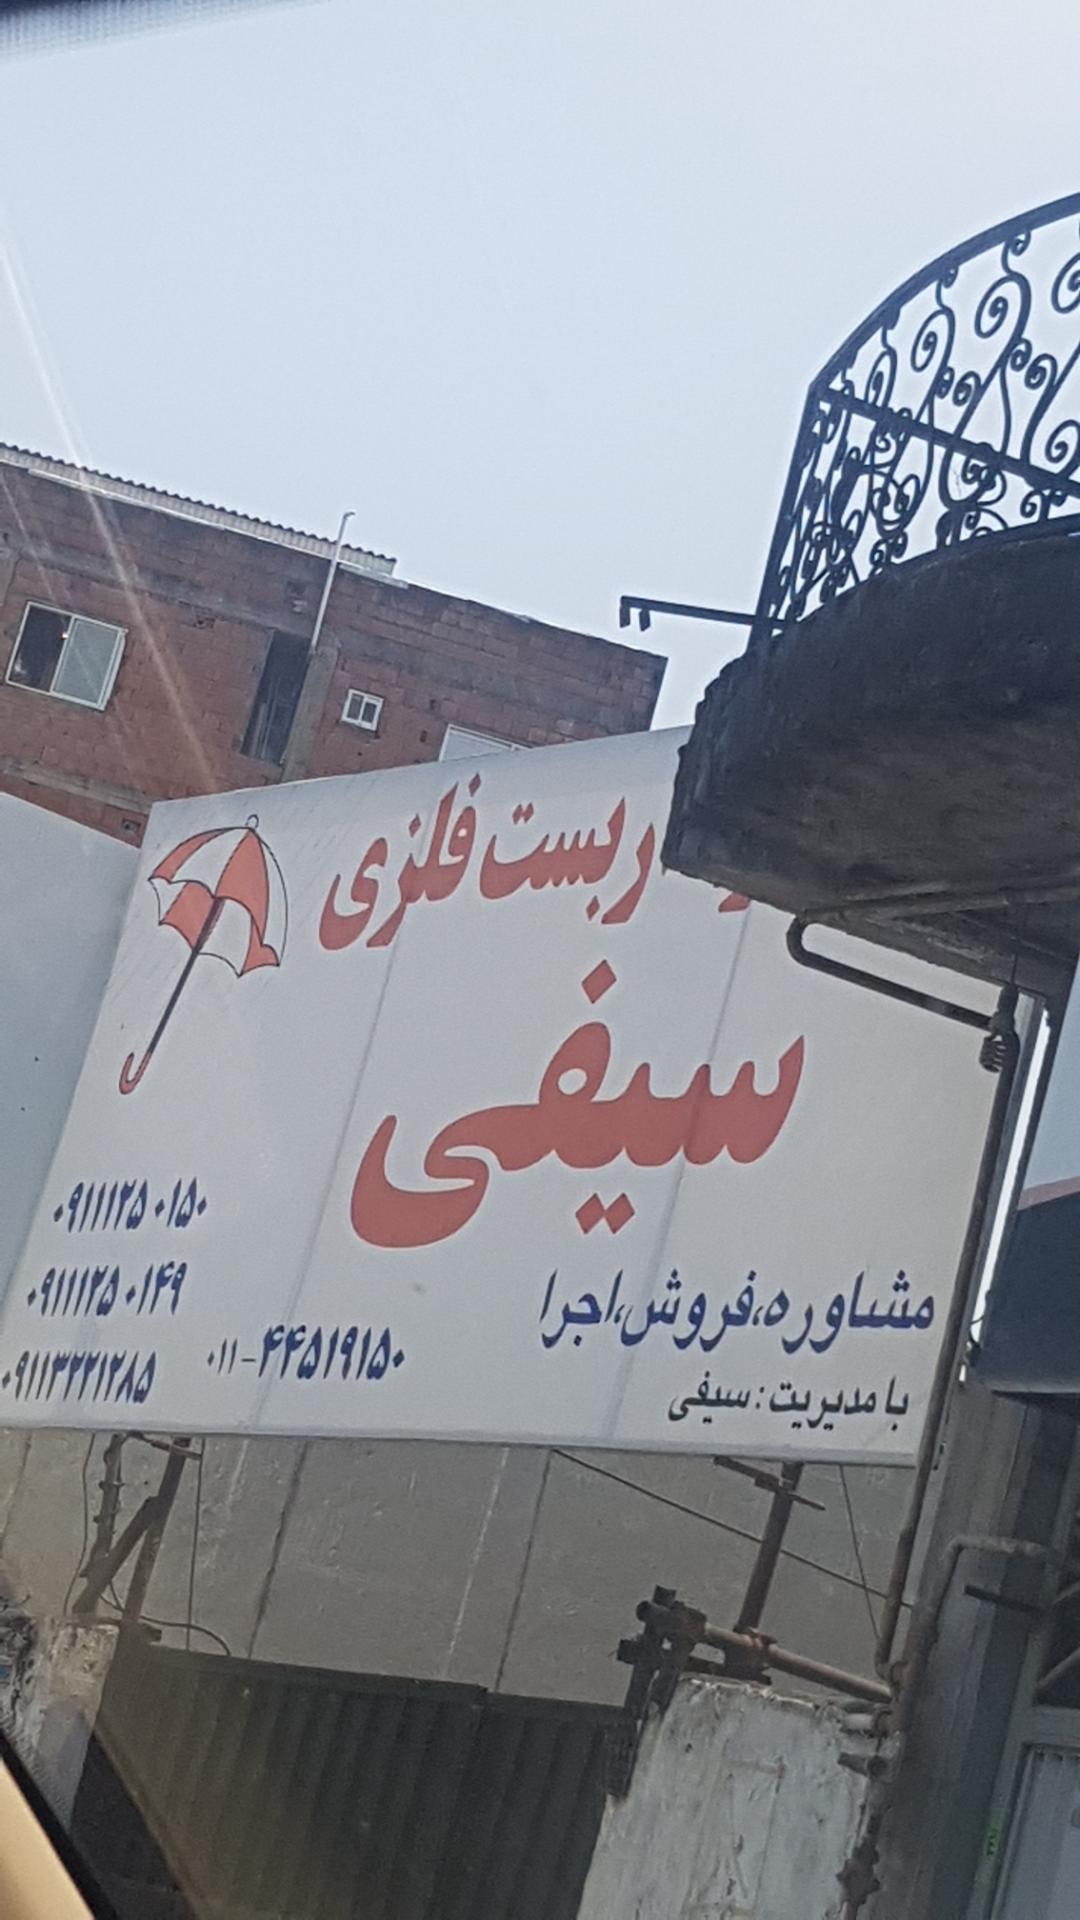 ربست فلزی
سیفی
مشاوره،فروش،اجرا
با مدیریت : سیفی
۰۹۱۱۱۲۵۰۱۵۰
۰۹۱۱۱۲۵۰۱۴۹
۰۹۱۱۳۲۲۱۲۸۵
۰۱۱-۴۴۵۱۹۱۵۰